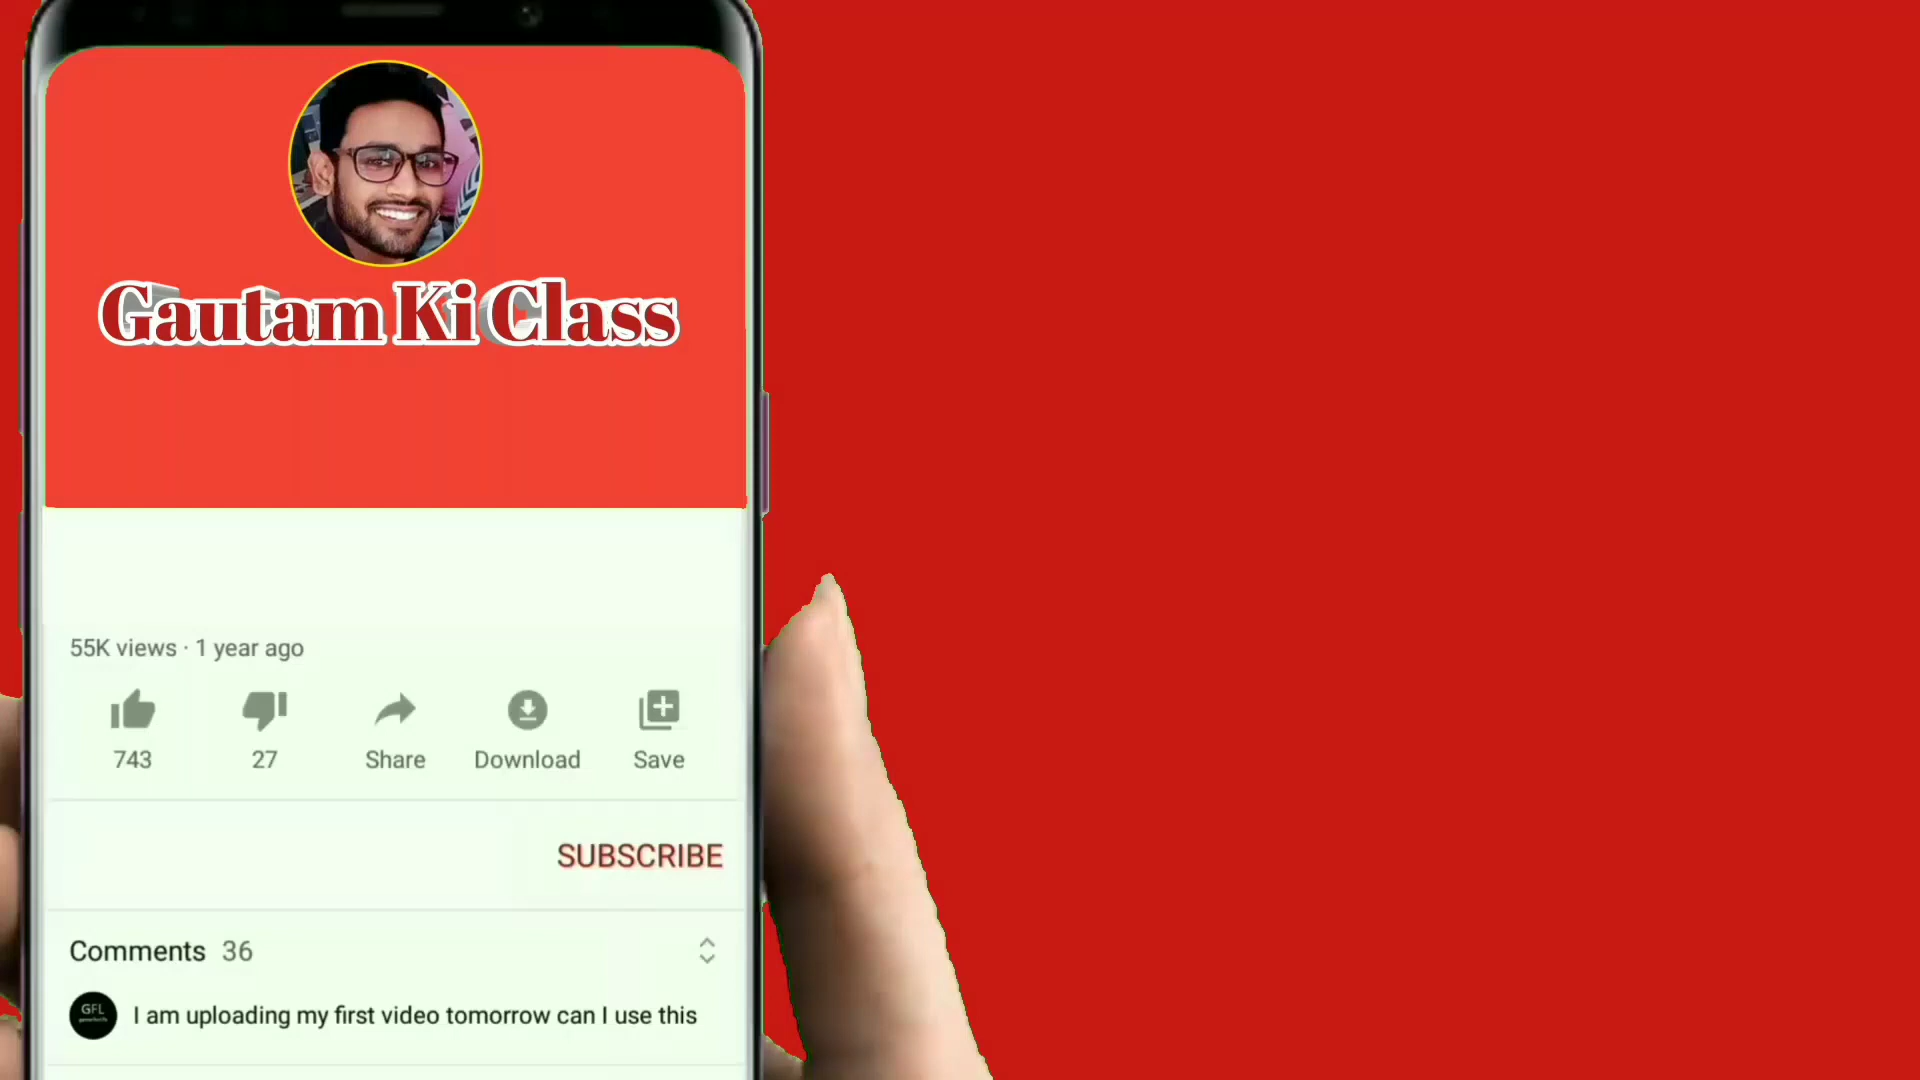 Gautam Ki Class
55K views · 1 year ago
743
27
Share
Download
Save
SUBSCRIBE
Comments 36
GFL
I am uploading my first video tomorrow can I use this